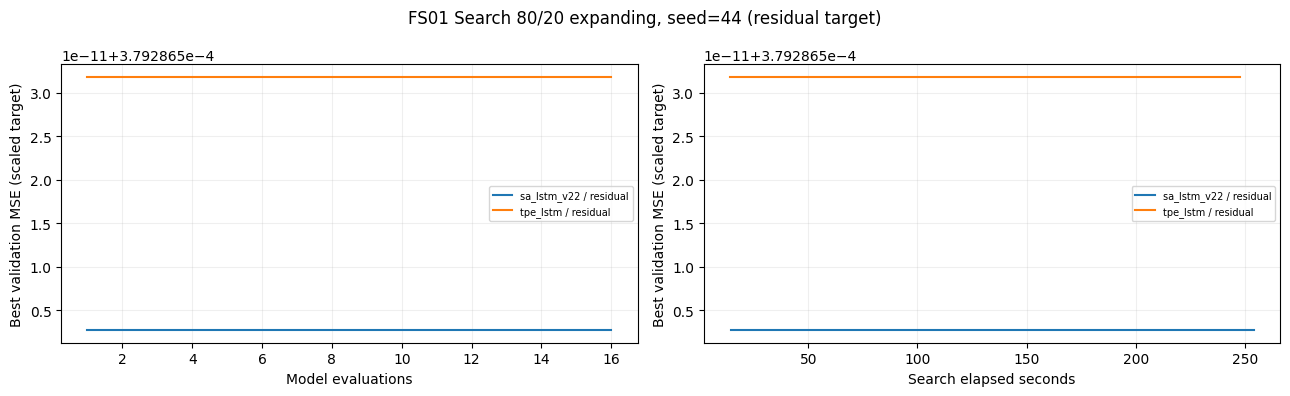 FS01 Search 80/20 expanding, seed=44 (residual target)
1e−11+3.792865e−4
3.0
2.5
2.0
1.5
1.0
0.5
Best validation MSE (scaled target)
sa_lstm_v22 / residual
tpe_lstm / residual
2 4 6 8 10 12 14 16
Model evaluations
1e−11+3.792865e−4
3.0
2.5
2.0
1.5
1.0
0.5
Best validation MSE (scaled target)
sa_lstm_v22 / residual
tpe_lstm / residual
50 100 150 200 250
Search elapsed seconds